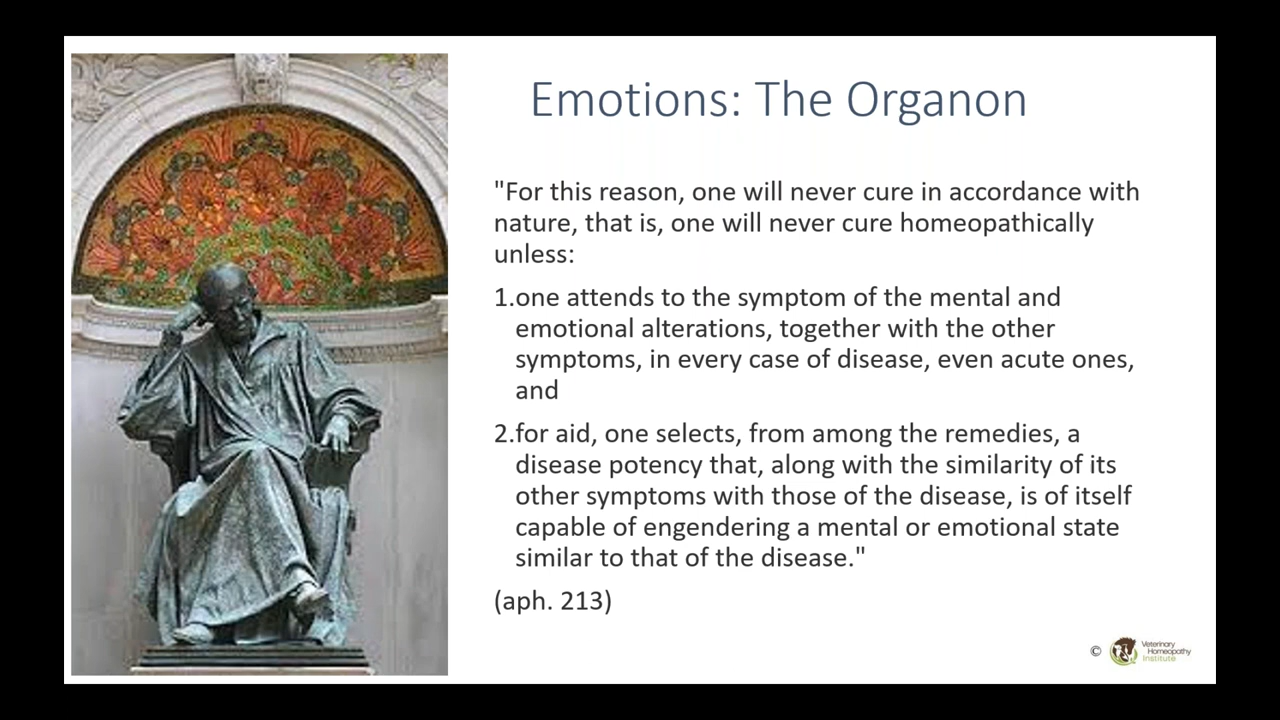 Emotions: The Organon
"For this reason, one will never cure in accordance with
nature, that is, one will never cure homeopathically
unless:
1.one attends to the symptom of the mental and
emotional alterations, together with the other
symptoms, in every case of disease, even acute ones,
and
2.for aid, one selects, from among the remedies, a
disease potency that, along with the similarity of its
other symptoms with those of the disease, is of itself
capable of engendering a mental or emotional state
similar to that of the disease."
(aph. 213)
© Veterinary
Homeopathy
Institute